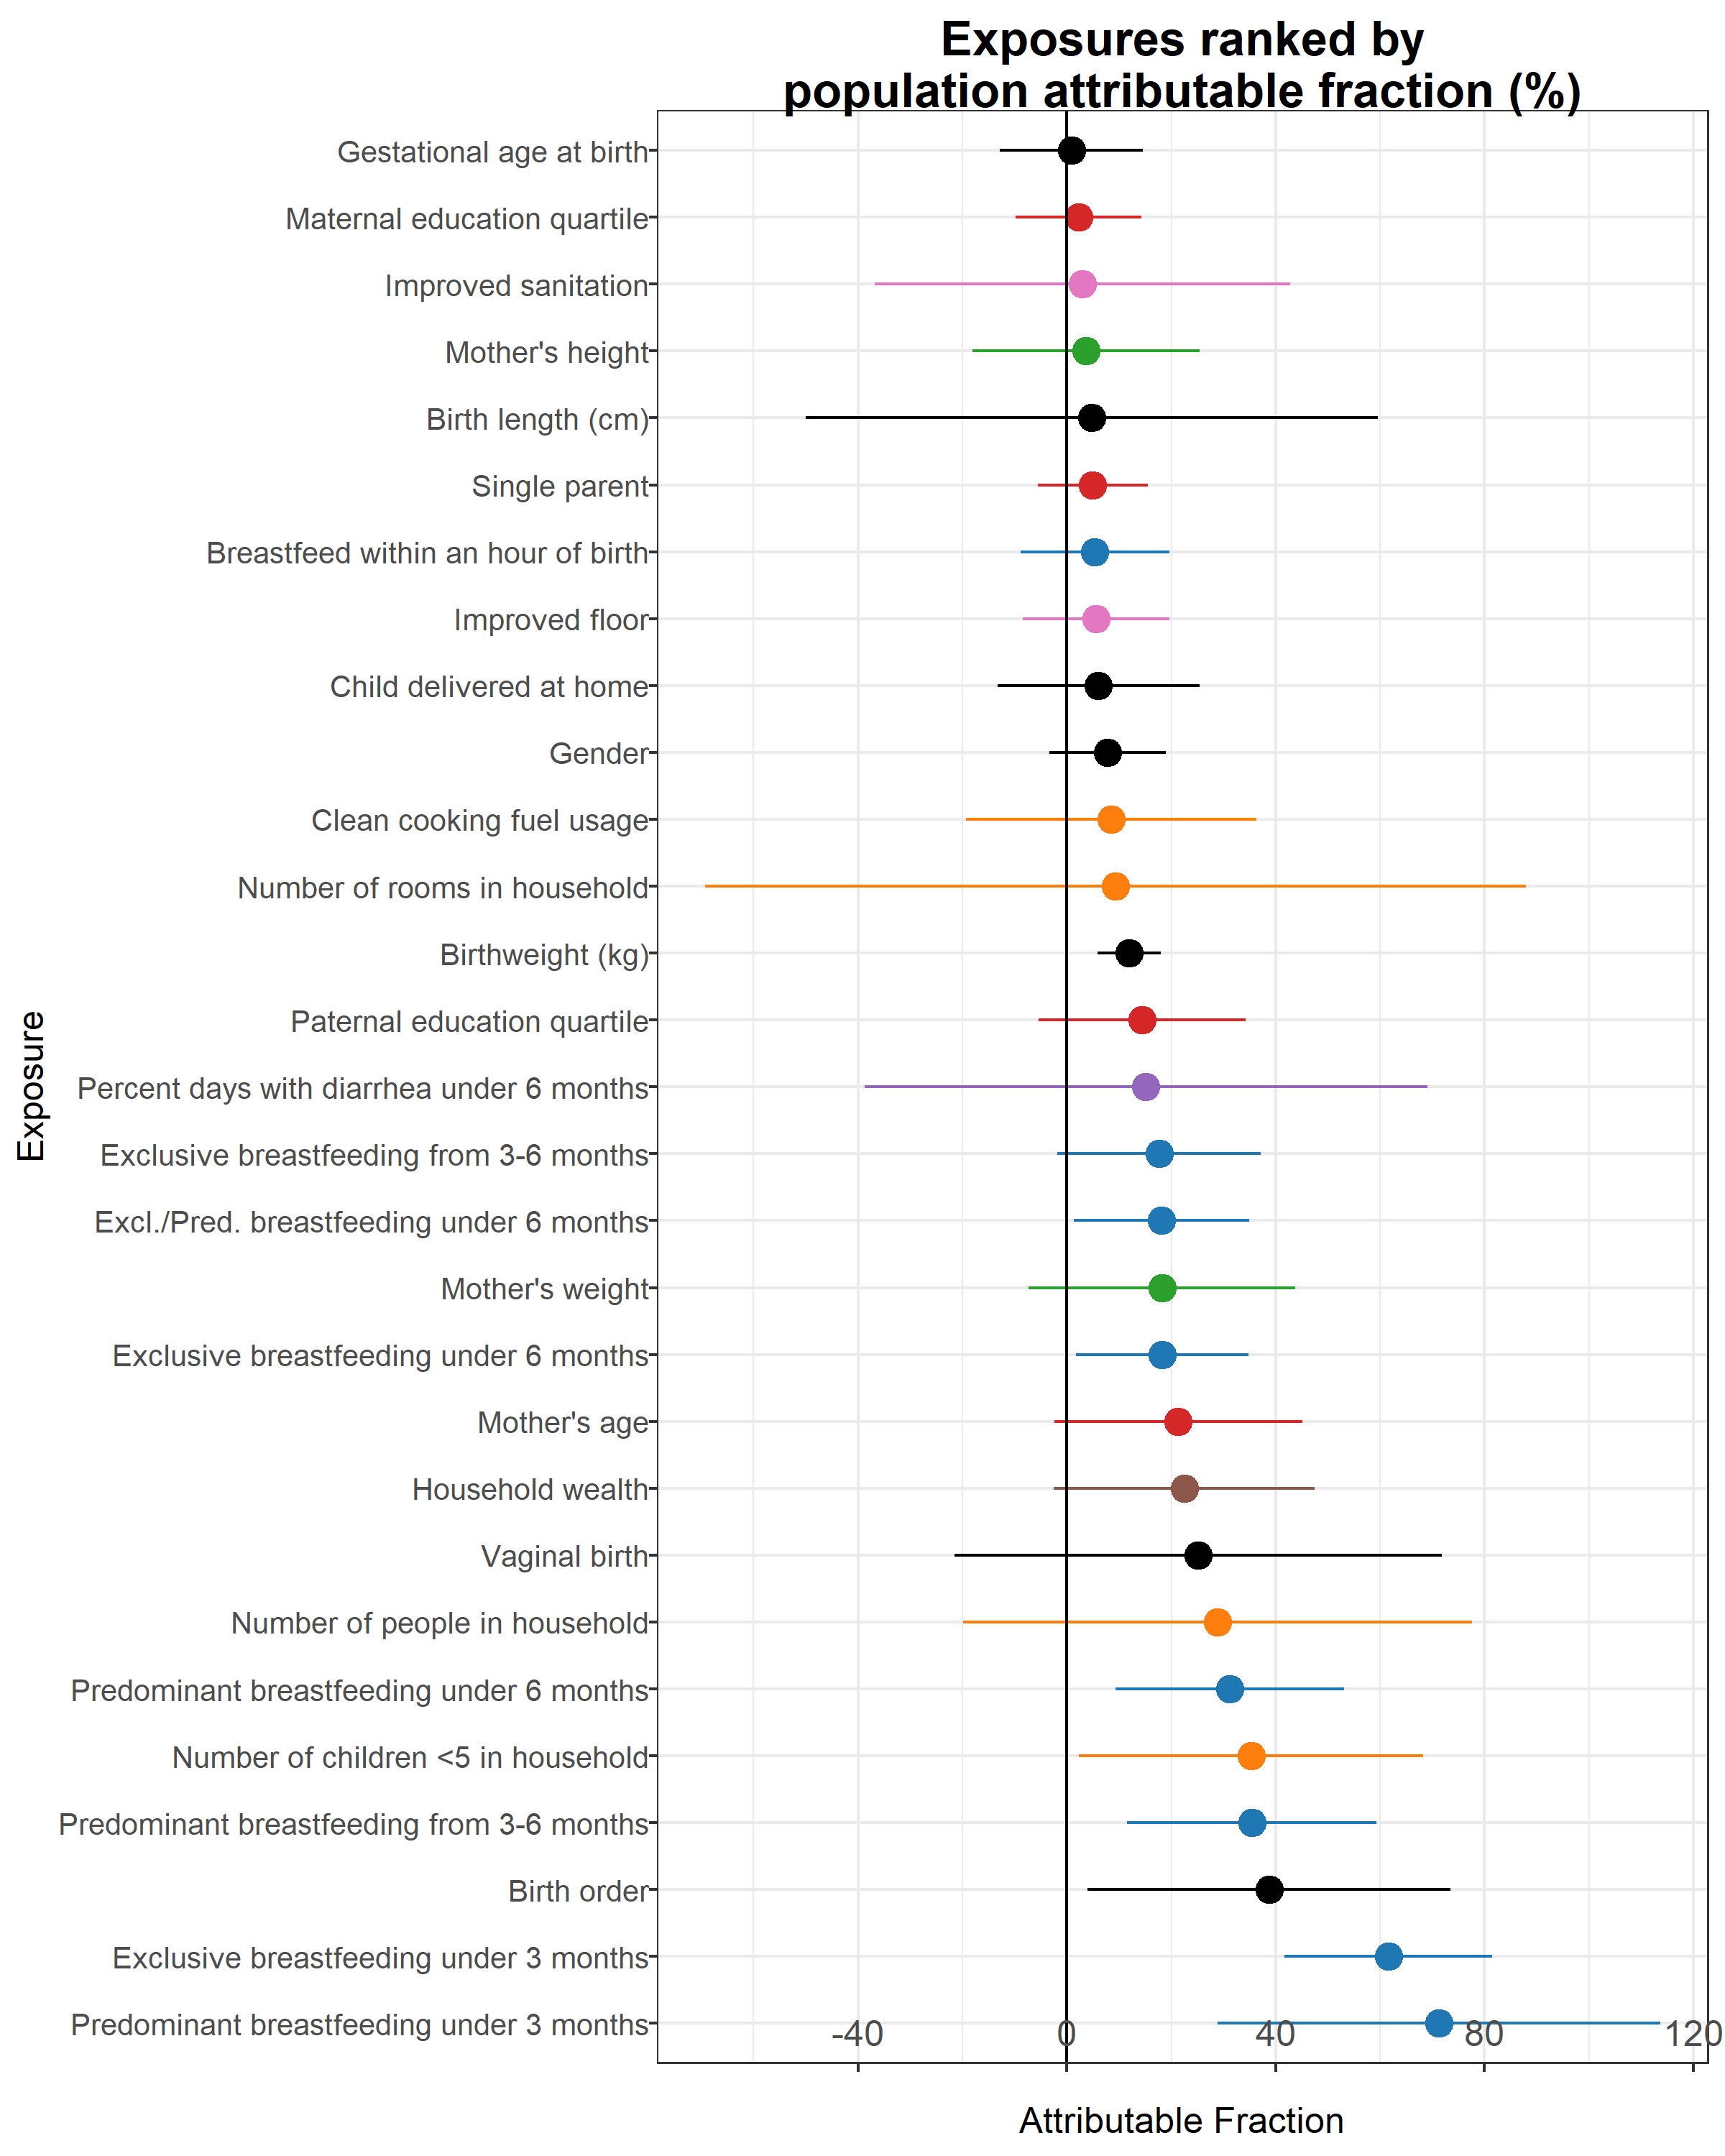 Exposures ranked by
population attributable fraction (%)
Gestational age at birth
Maternal education quartile
Improved sanitation
Mother's height
Birth length (cm)
Single parent
Breastfeed within an hour of birth
Improved floor
Child delivered at home
Gender
Clean cooking fuel usage
Number of rooms in household
Birthweight (kg)
Paternal education quartile
Percent days with diarrhea under 6 months
Exclusive breastfeeding from 3-6 months
Excl./Pred. breastfeeding under 6 months
Mother's weight
Exclusive breastfeeding under 6 months
Mother's age
Household wealth
Vaginal birth
Number of people in household
Predominant breastfeeding under 6 months
Number of children <5 in household
Predominant breastfeeding from 3-6 months
Birth order
Exclusive breastfeeding under 3 months
Predominant breastfeeding under 3 months
Exposure
-40 0 40 80 120
Attributable Fraction